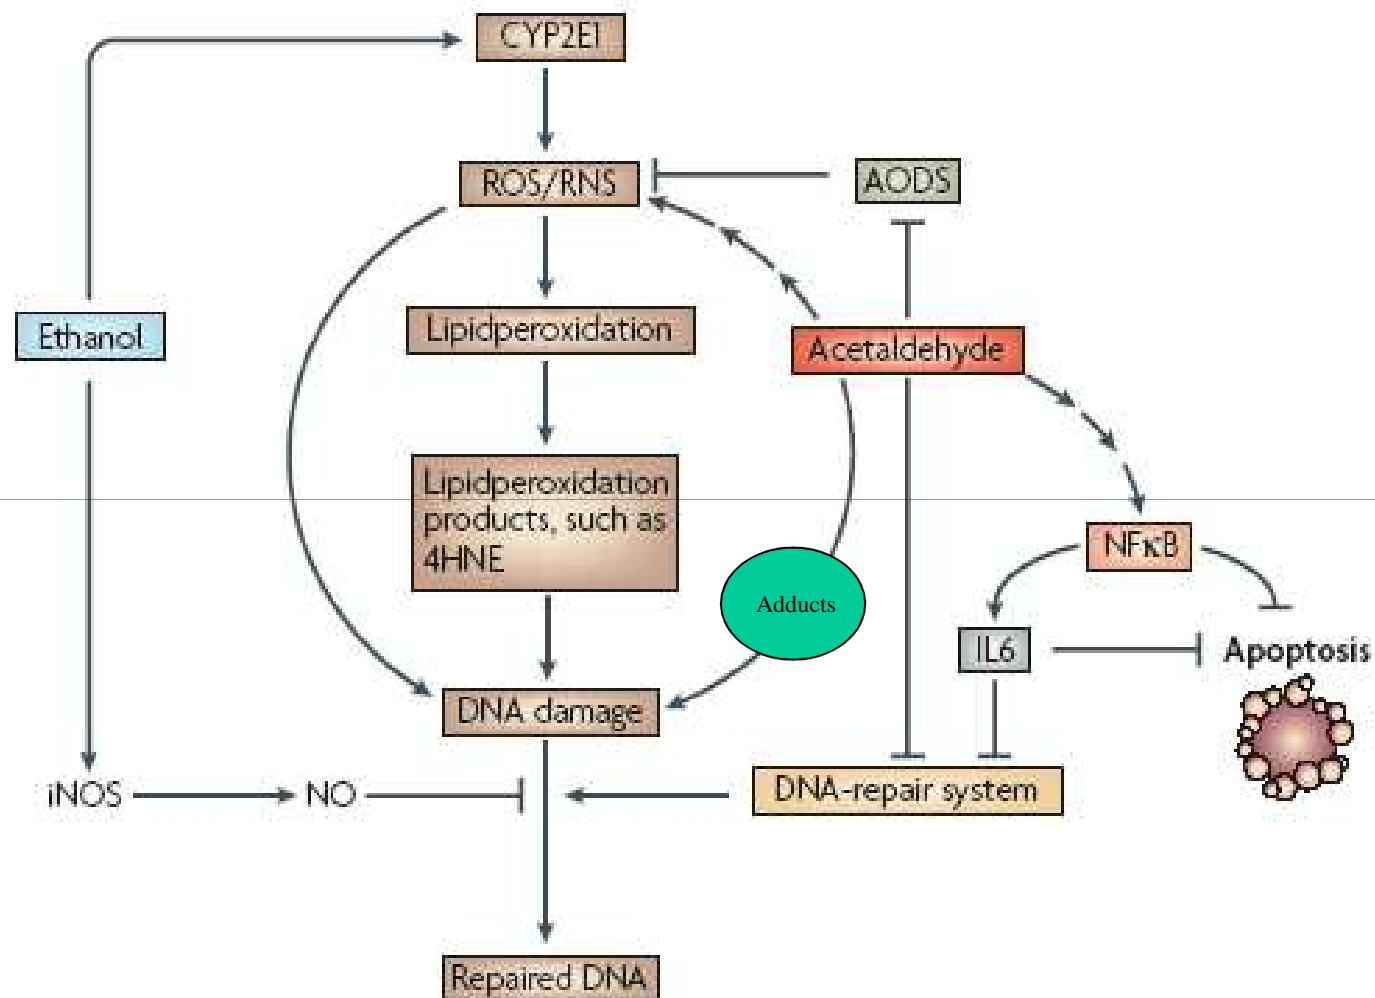 CYP2E1
ROS/RNS
AODS
Ethanol
Lipidperoxidation
Acetaldehyde
Lipidperoxidation
products, such as
4HNE
NFκB
Adducts
IL6
Apoptosis
DNA damage
iNOS
NO
DNA-repair system
Repaired DNA